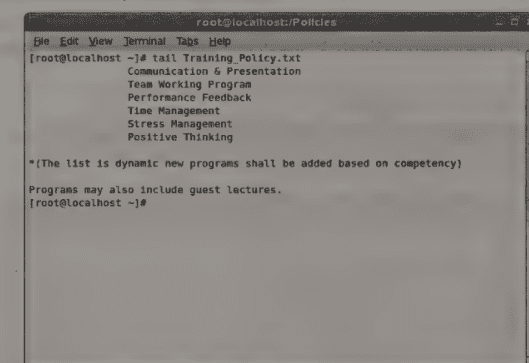 root@localhost:/Policies
File Edit View Terminal Tabs Help
[root@localhost ~]# tail Training_Policy.txt
Communication & Presentation
Team Working Program
Performance Feedback
Time Management
Stress Management
Positive Thinking
*(The list is dynamic new programs shall be added based on competency)
Programs may also include guest lectures.
[root@localhost ~]#